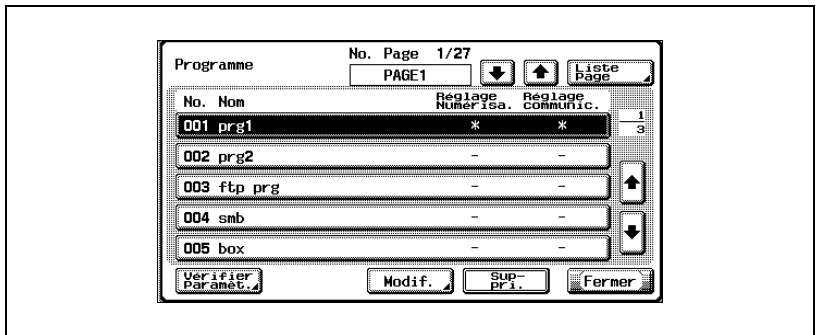 Programme
No. Page 1/27
PAGE1
Liste Page
No. Nom
Réglage Numérisa.
Réglage communic.
001 prg1 * *
1
3
002 prg2 - -
003 ftp prg - -
004 smb - -
005 box - -
Vérifier Paramèt.
Modif.
Sup-
pri.
Fermer